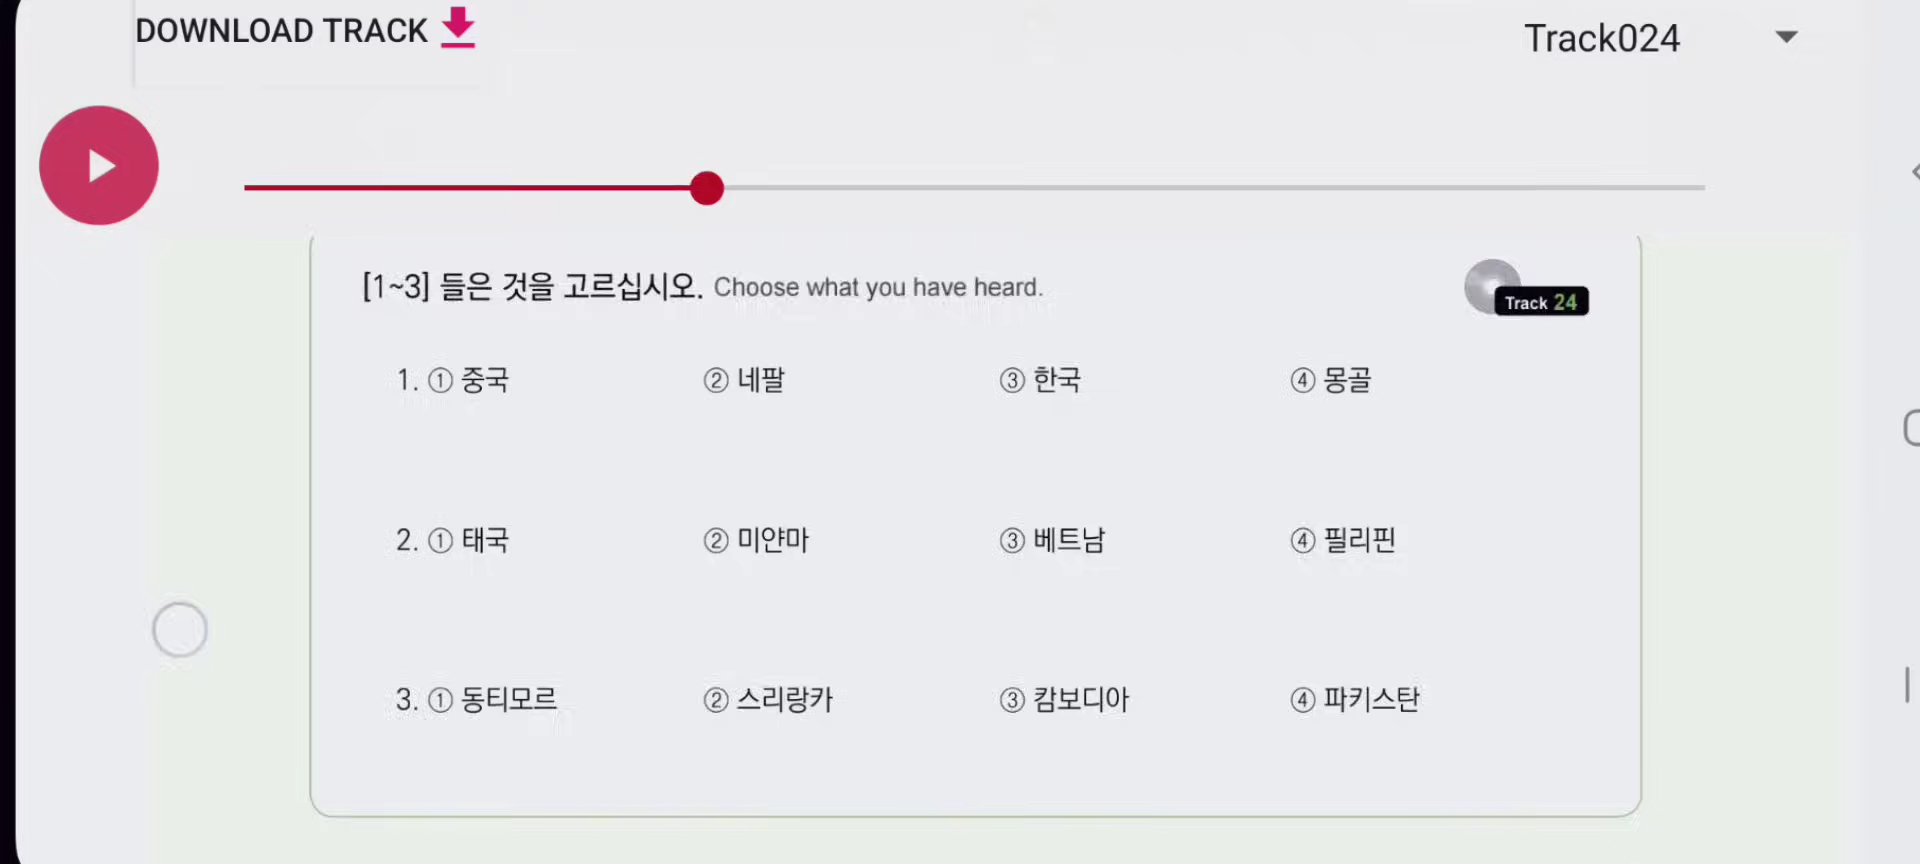 DOWNLOAD TRACK
Track024
[1~3] 들은 것을 고르십시오. Choose what you have heard.
Track 24
1. ① 중국 ② 네팔 ③ 한국 ④ 몽골
2. ① 태국 ② 미얀마 ③ 베트남 ④ 필리핀
3. ① 동티모르 ② 스리랑카 ③ 캄보디아 ④ 파키스탄